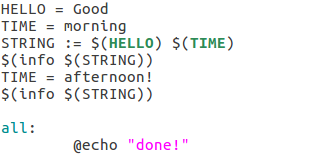 HELLO = Good
TIME = morning
STRING := $(HELLO) $(TIME)
$(info $(STRING))
TIME = afternoon!
$(info $(STRING))

all:
        @echo "done!"